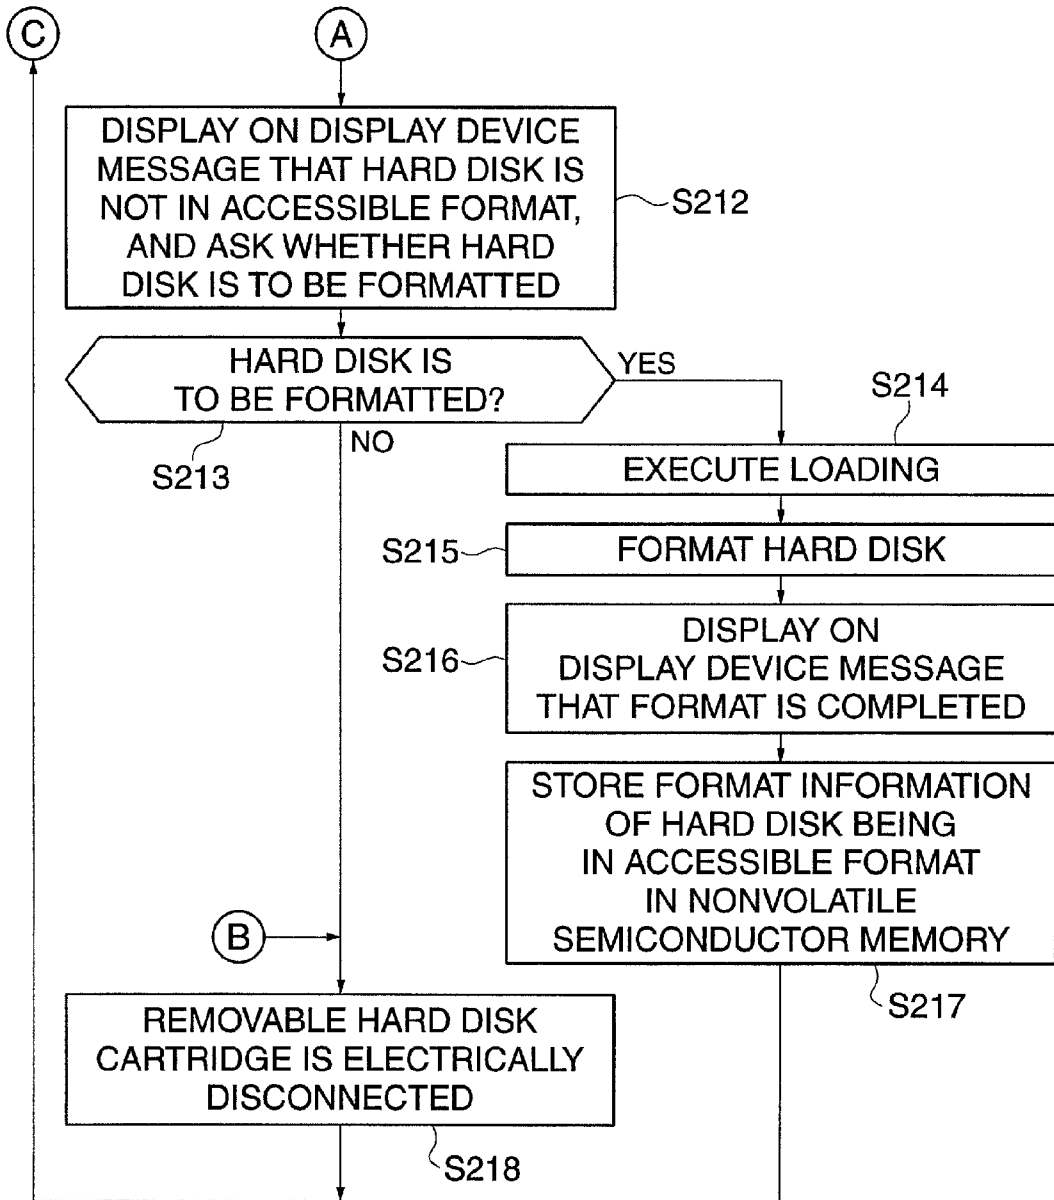 C
A
DISPLAY ON DISPLAY DEVICE
MESSAGE THAT HARD DISK IS
NOT IN ACCESSIBLE FORMAT,
AND ASK WHETHER HARD
DISK IS TO BE FORMATTED
S212
HARD DISK IS
TO BE FORMATTED?
YES
NO
S213
S214
EXECUTE LOADING
S215
FORMAT HARD DISK
S216
DISPLAY ON
DISPLAY DEVICE MESSAGE
THAT FORMAT IS COMPLETED
STORE FORMAT INFORMATION
OF HARD DISK BEING
IN ACCESSIBLE FORMAT
IN NONVOLATILE
SEMICONDUCTOR MEMORY
S217
B
REMOVABLE HARD DISK
CARTRIDGE IS ELECTRICALLY
DISCONNECTED
S218